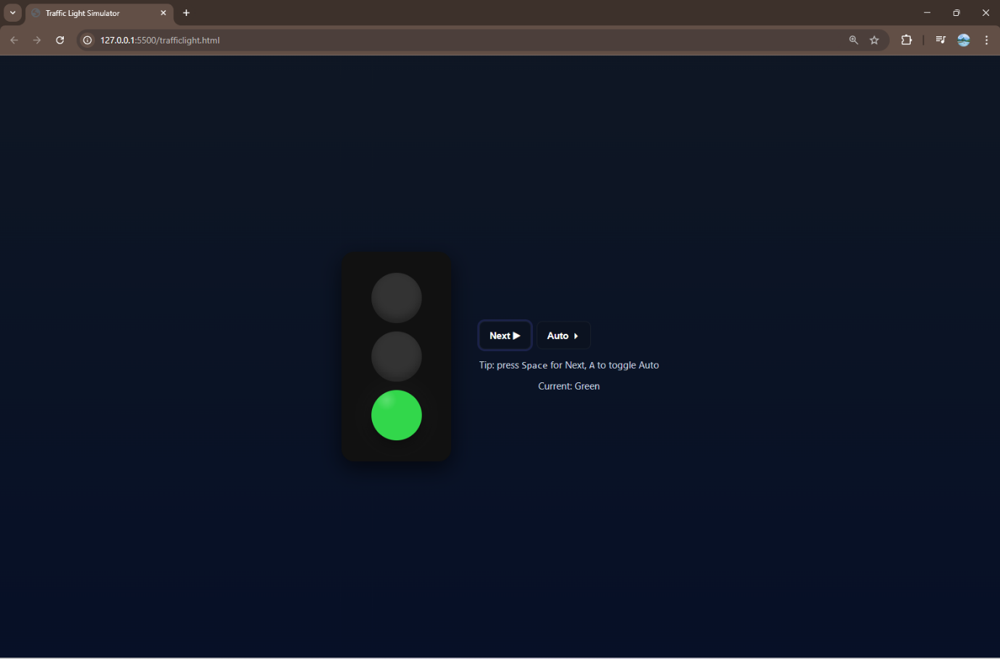 Traffic Light Simulator
127.0.0.1:5500/trafficlight.html
Next ▶ Auto ⏵
Tip: press Space for Next, A to toggle Auto
Current: Green